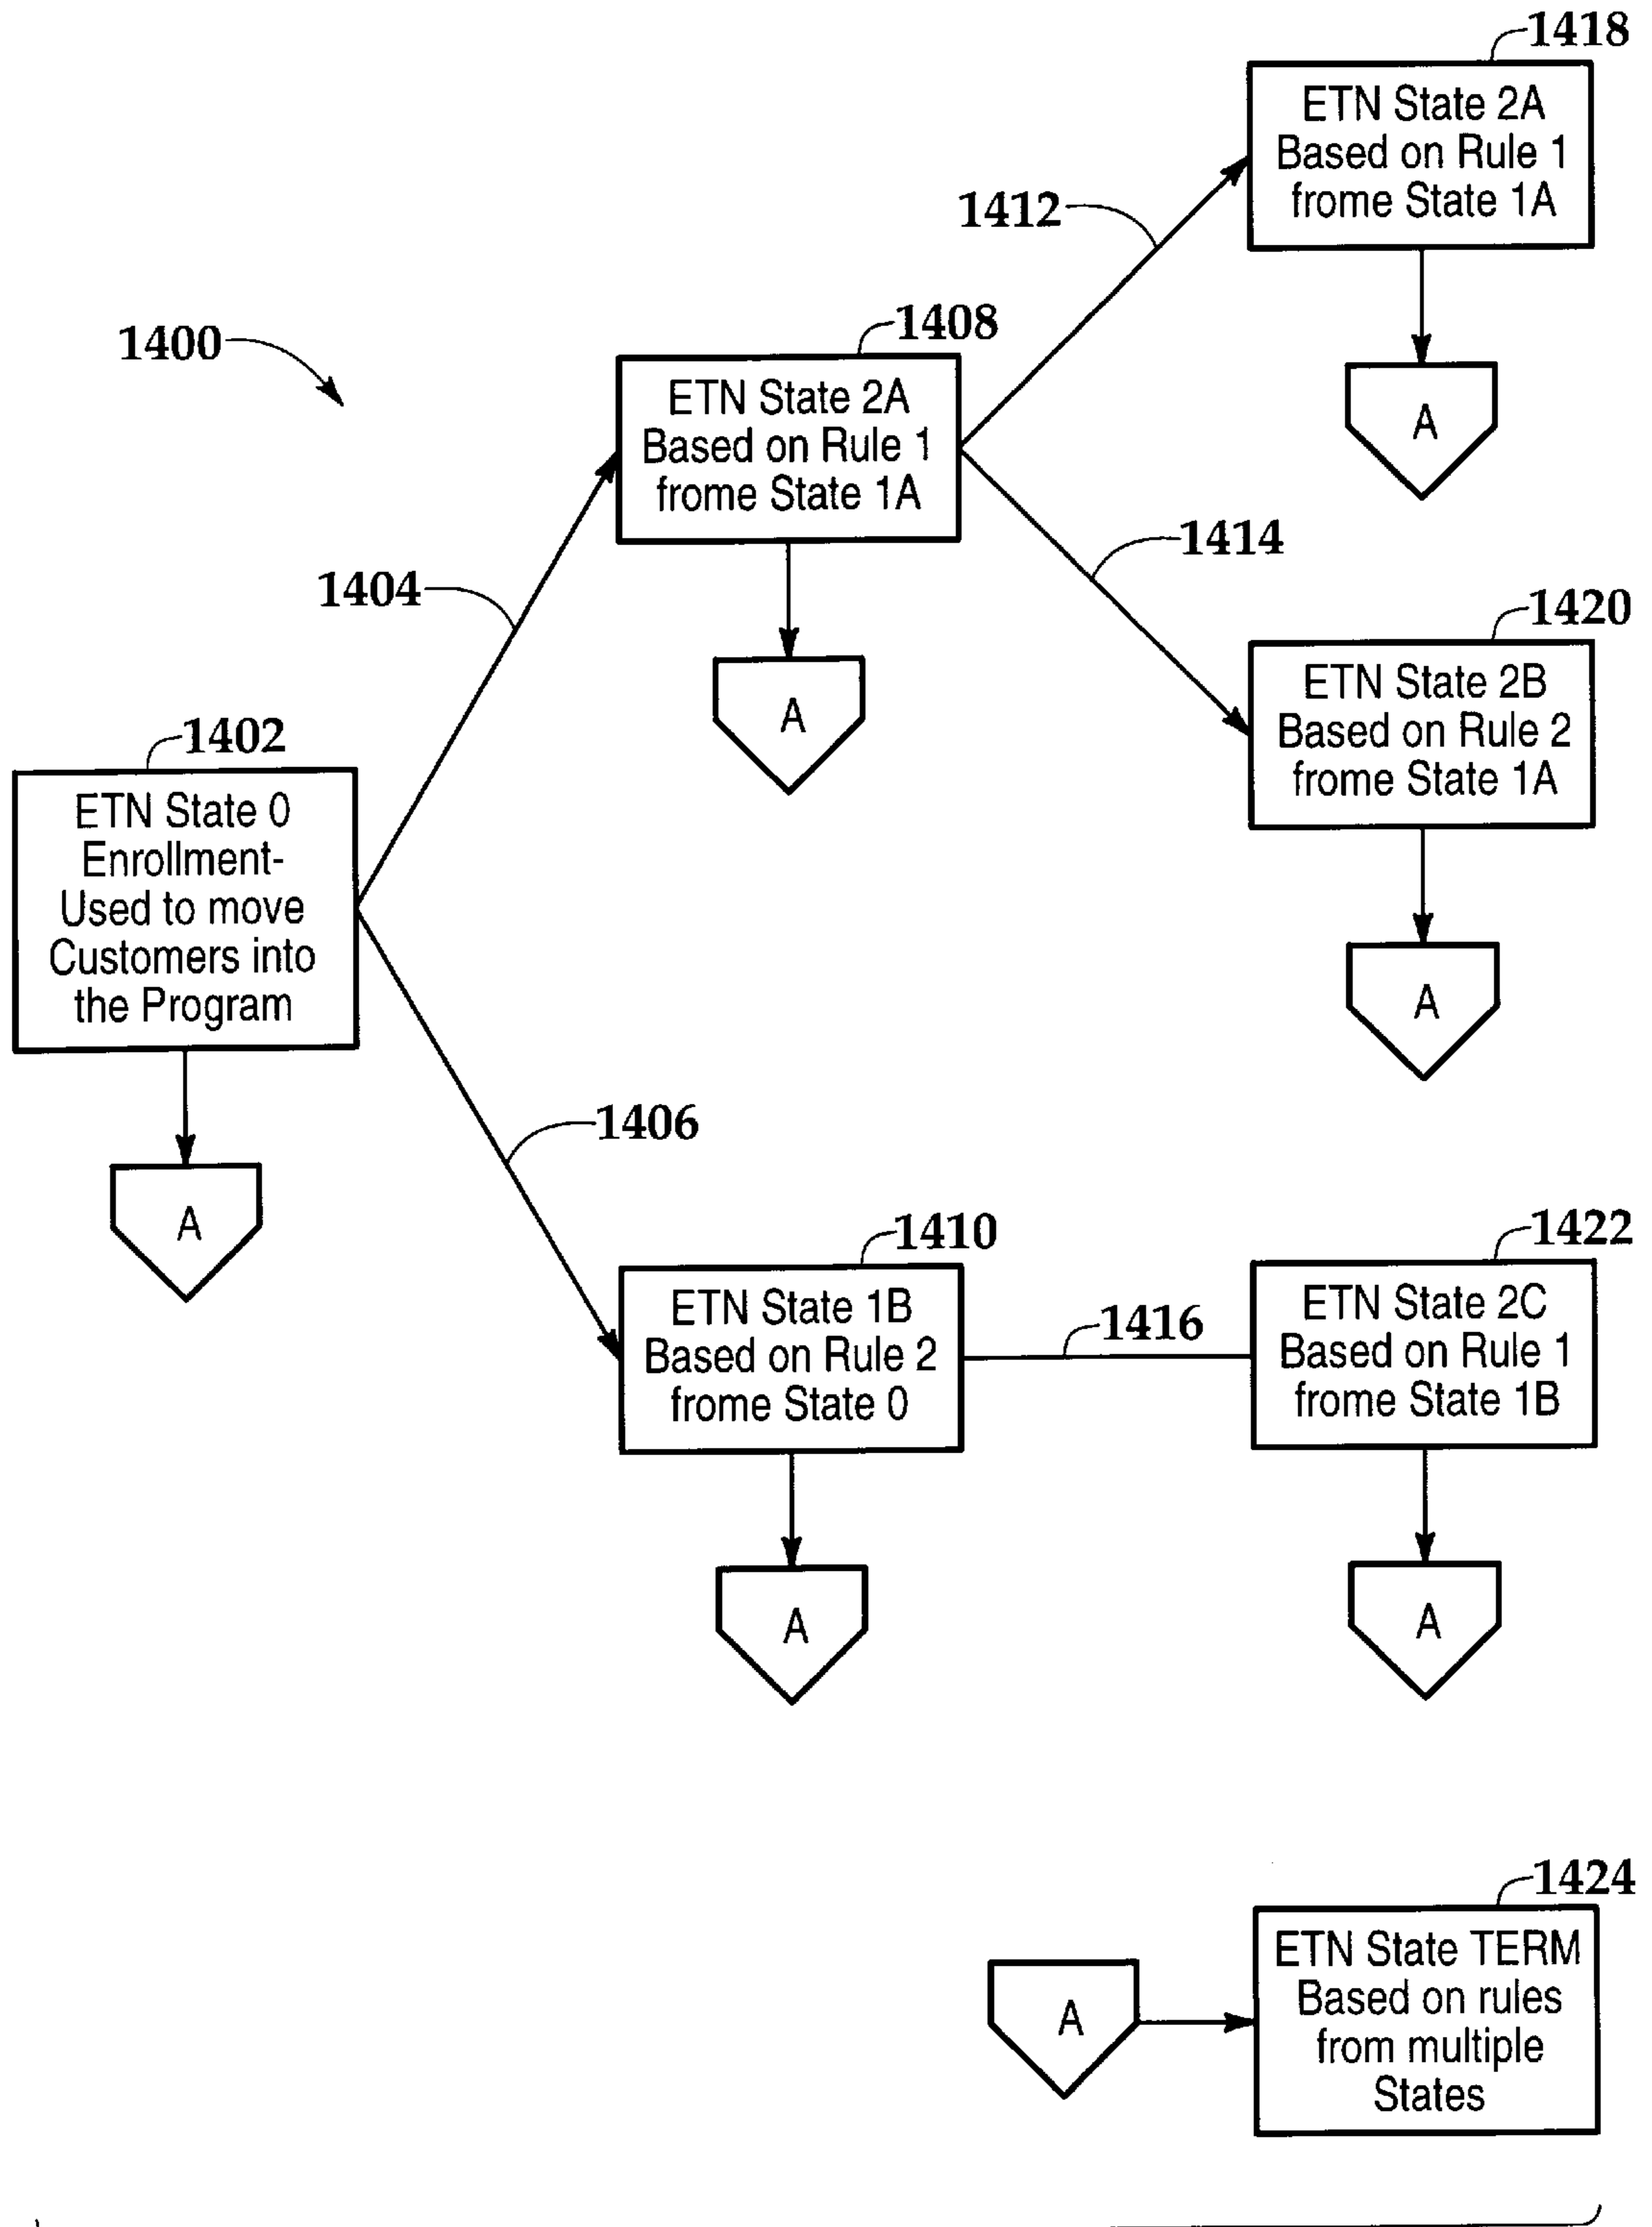 1418
ETN State 2A
Based on Rule 1
frome State 1A
A
1412
1400
1408
ETN State 2A
Based on Rule 1
frome State 1A
A
1404
1414
1420
ETN State 2B
Based on Rule 2
frome State 1A
A
1402
ETN State 0
Enrollment-
Used to move
Customers into
the Program
A
1406
1410
ETN State 1B
Based on Rule 2
frome State 0
A
1416
1422
ETN State 2C
Based on Rule 1
frome State 1B
A
1424
A
ETN State TERM
Based on rules
from multiple
States